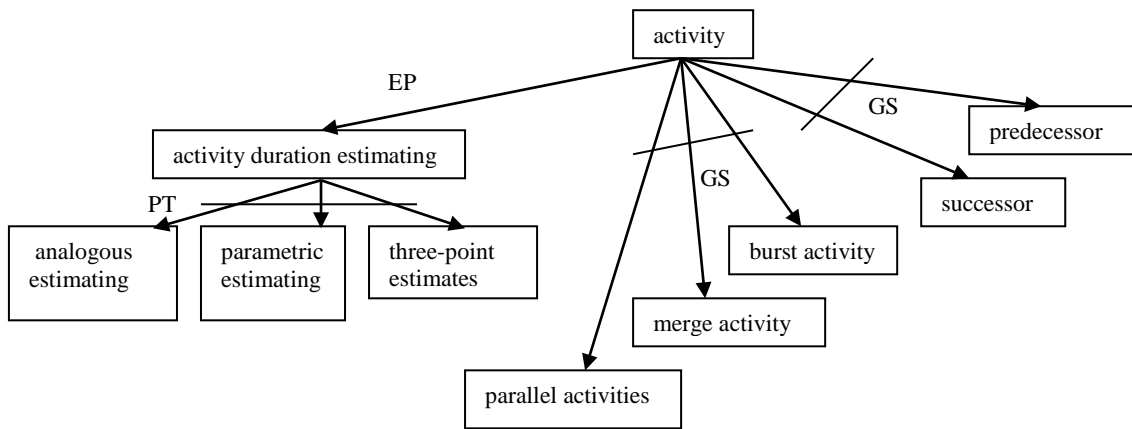 activity
EP
GS
predecessor
activity duration estimating
PT
GS
successor
analogous
estimating
parametric
estimating
three-point
estimates
burst activity
merge activity
parallel activities